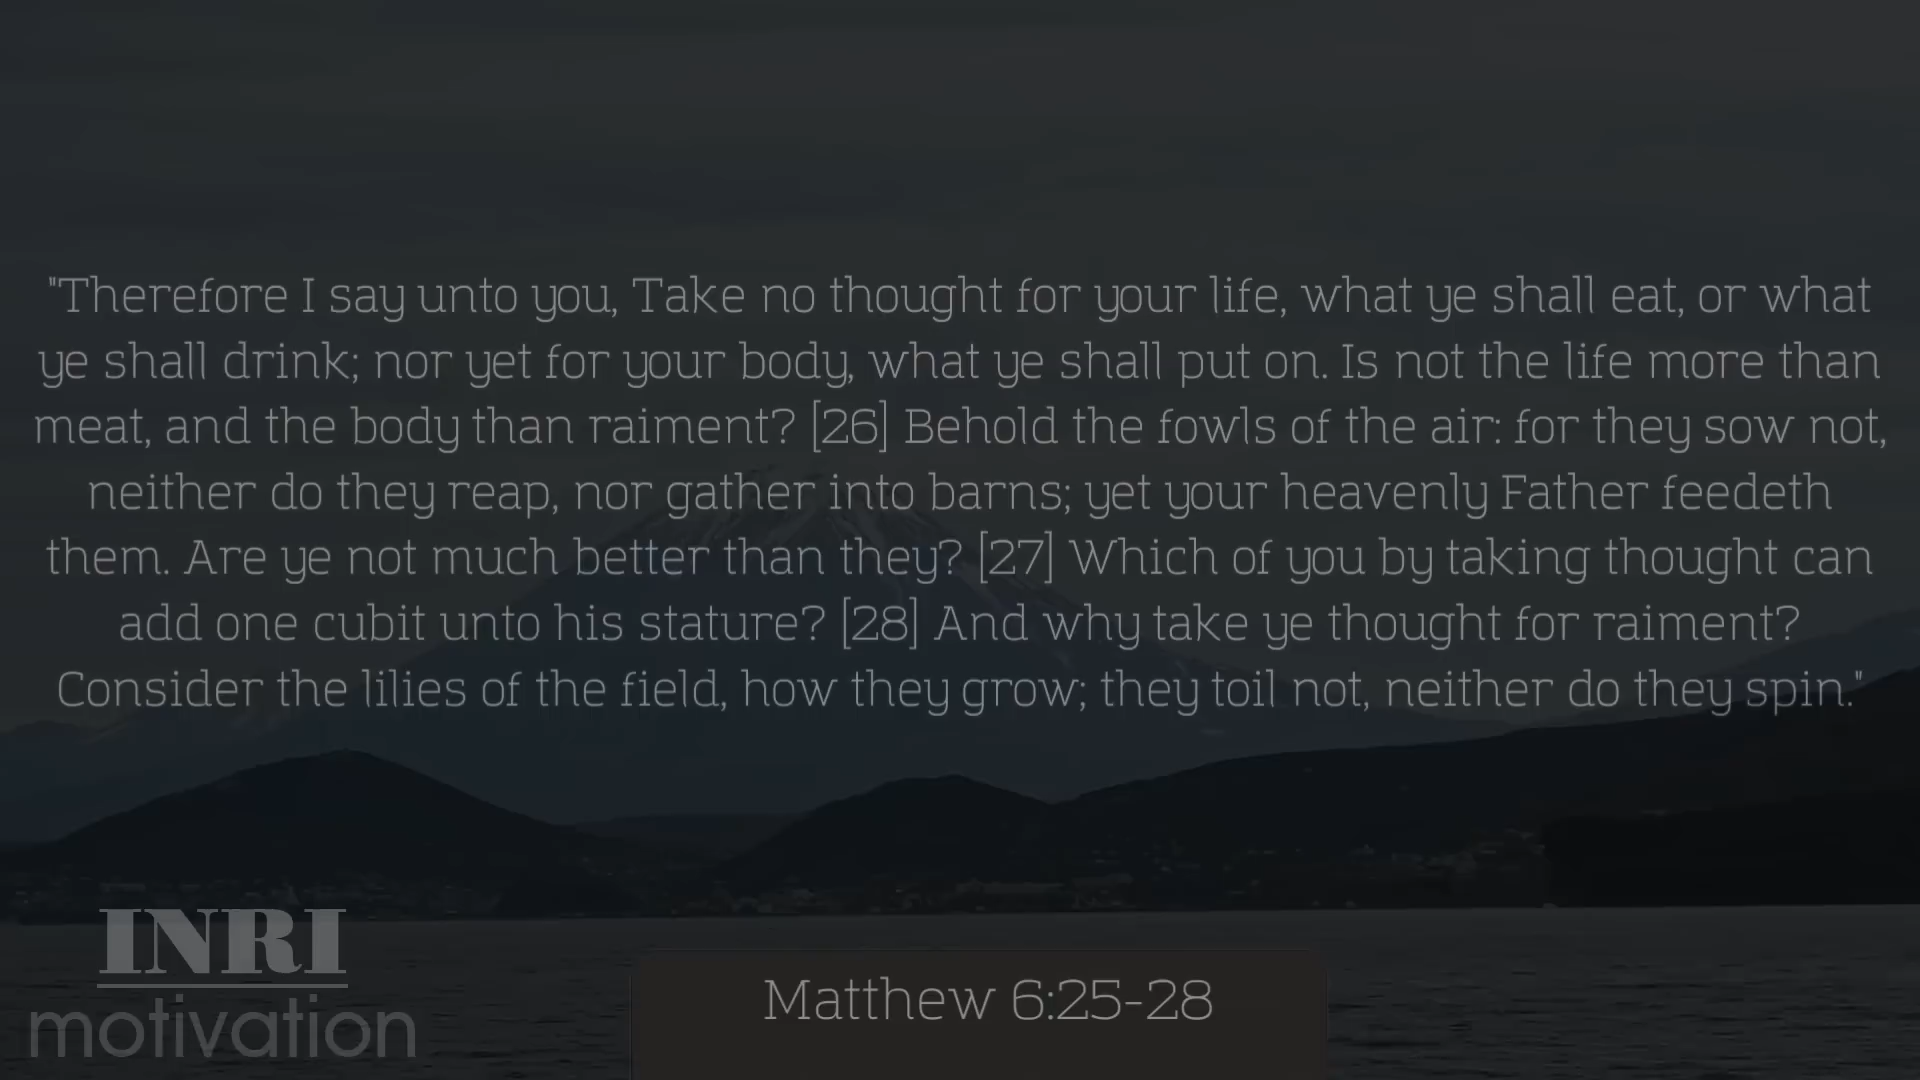 "Therefore I say unto you, Take no thought for your life, what ye shall eat, or what
ye shall drink; nor yet for your body, what ye shall put on. Is not the life more than
meat, and the body than raiment? [26] Behold the fowls of the air: for they sow not,
neither do they reap, nor gather into barns; yet your heavenly Father feedeth
them. Are ye not much better than they? [27] Which of you by taking thought can
add one cubit unto his stature? [28] And why take ye thought for raiment?
Consider the lilies of the field, how they grow; they toil not, neither do they spin."
INRI
motivation
Matthew 6:25-28